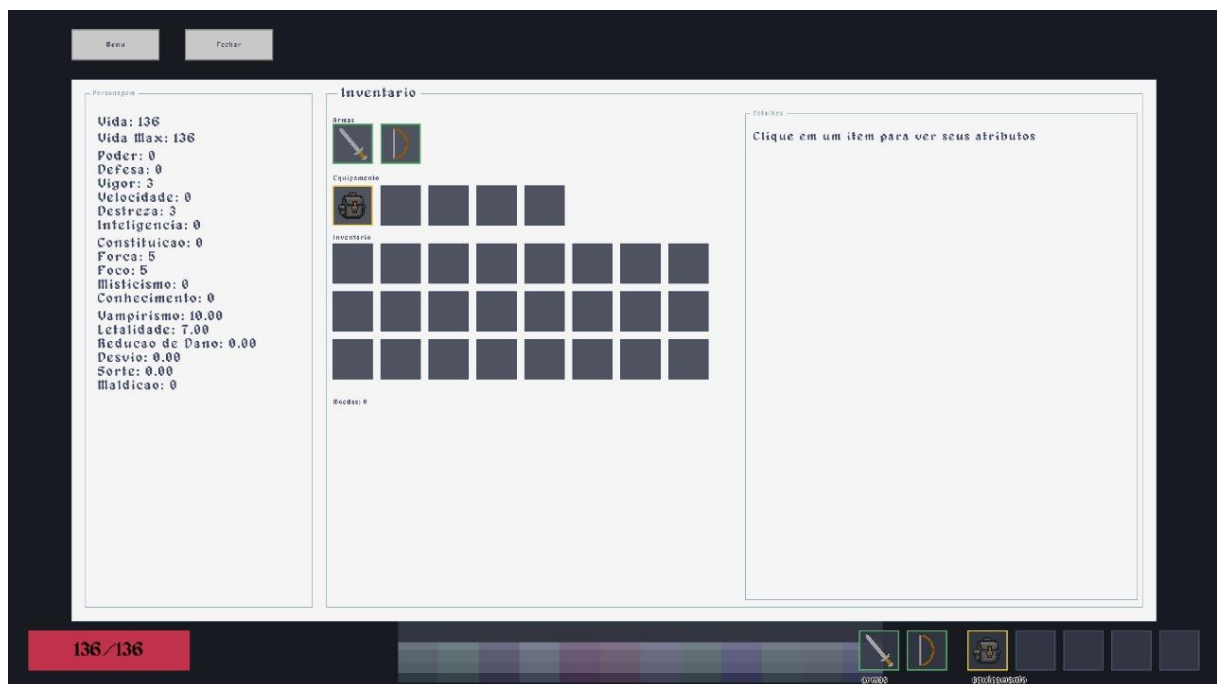 Menu
Fechar
Personagem
Vida: 136
Vida Max: 136
Poder: 0
Defesa: 0
Vigor: 3
Velocidade: 0
Destreza: 3
Inteligencia: 0
Constituicao: 0
Forca: 5
Foco: 5
Misticismo: 0
Conhecimento: 0
Vampirismo: 10.00
Letalidade: 7.00
Reducao de Dano: 0.00
Desvio: 0.00
Sorte: 0.00
Maldicao: 0
Inventario
Armas
Equipamento
Inventario
Moedas: 0
Detalhes
Clique em um item para ver seus atributos
136/136